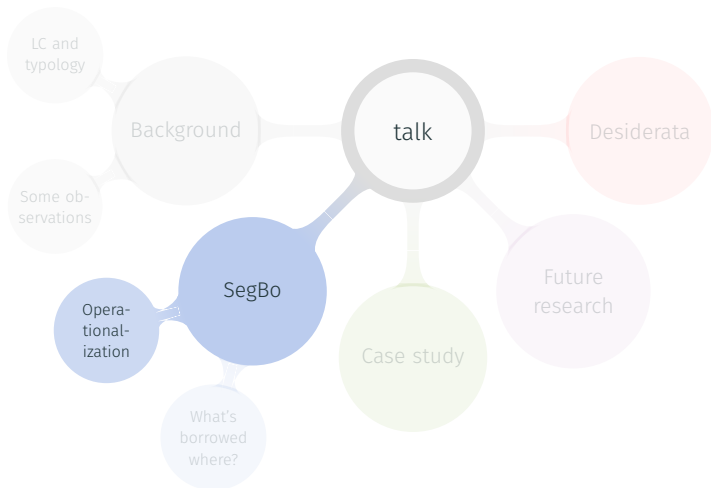 LC and
typology
Background
talk
Desiderata
Some ob-
servations
SegBo
Future
research
Opera-
tional-
ization
Case study
What's
borrowed
where?